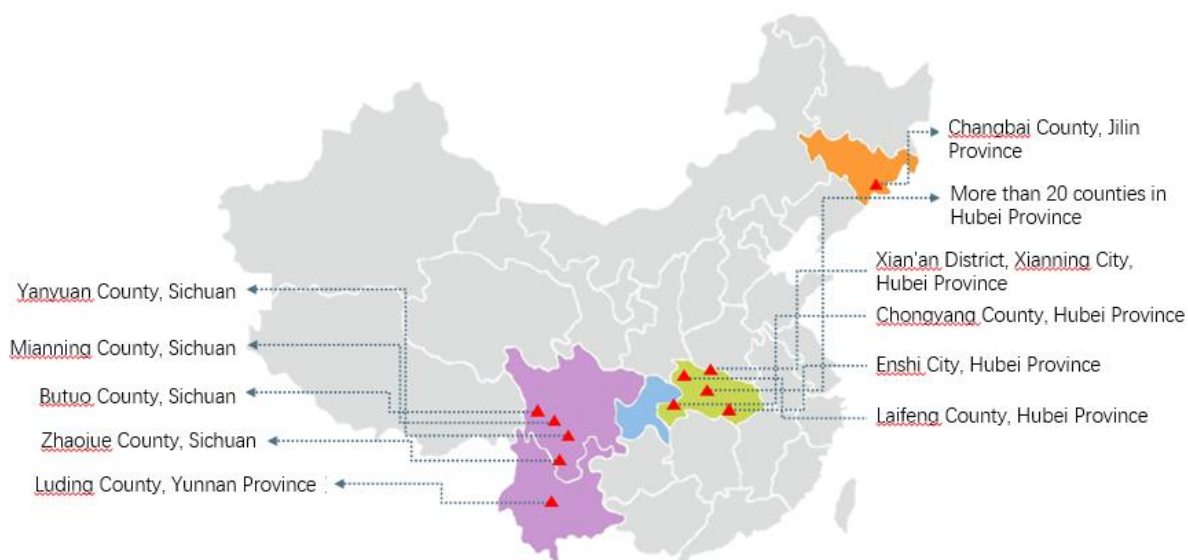 Changbai County, Jilin
Province
More than 20 counties in
Hubei Province
Xian'an District, Xianning City,
Hubei Province
Chongyang County, Hubei Province
Enshi City, Hubei Province
Laifeng County, Hubei Province
Yanyuan County, Sichuan
Mianning County, Sichuan
Butuo County, Sichuan
Zhaojue County, Sichuan
Luding County, Yunnan Province